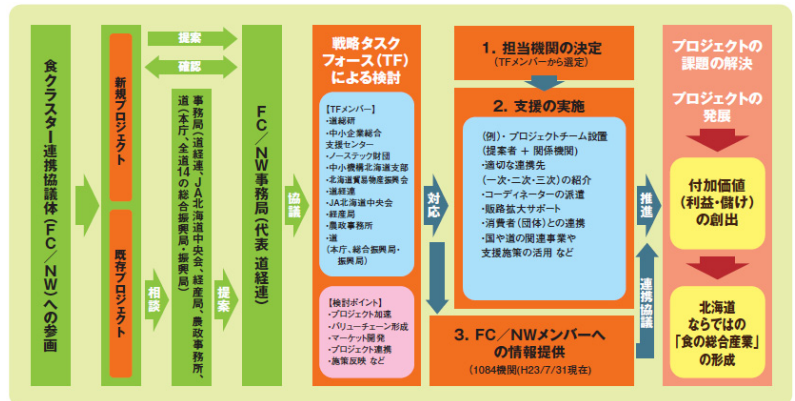 食クラスター連携協議体(FC/NW)への参画
新規プロジェクト
既存プロジェクト
提案
確認
相談
事務局(道経連、JA北海道中央会、経産局、農政事務所、
道(本庁、全道14の総合振興局・振興局)
提案
FC/NW事務局(代表 道経連)
協議
戦略タスク
フォース(TF)
による検討
【TFメンバー】
・道総研
・中小企業総合
支援センター
・ノーステック財団
・中小機構北海道支部
・北海道貿易物産振興会
・道経連
・JA北海道中央会
・経産局
・農政事務所
・道
(本庁、総合振興局・
振興局)
【検討ポイント】
・プロジェクト加速
・バリューチェーン形成
・マーケット開発
・プロジェクト連携
・施策反映 など
対応
1. 担当機関の決定
(TFメンバーから選定)
2. 支援の実施
(例)・プロジェクトチーム設置
(提案者 + 関係機関)
・適切な連携先
(一次・二次・三次)の紹介
・コーディネーターの派遣
・販路拡大サポート
・消費者(団体)との連携
・国や道の関連事業や
支援施策の活用 など
3. FC/NWメンバーへ
の情報提供
(1084機関(H23/7/31現在)
推進
連携協議
プロジェクトの
課題の解決
プロジェクトの
発展
付加価値
(利益・儲け)
の創出
北海道
ならではの
「食の総合産業」
の形成